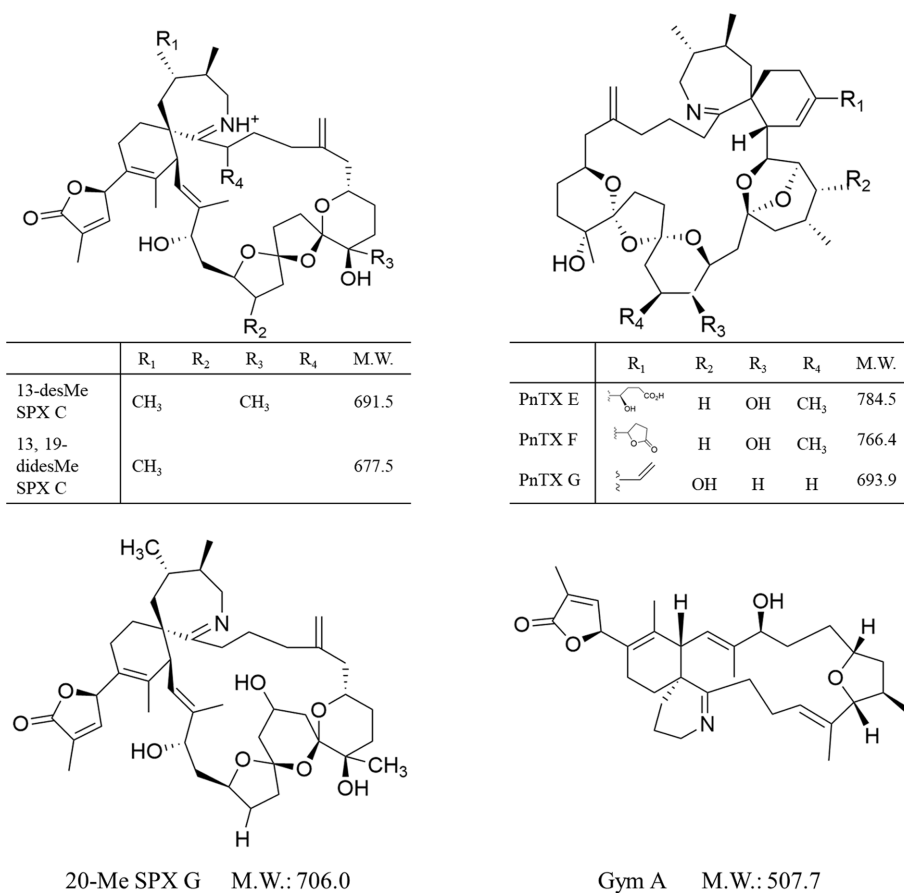 R1
NH+
R4
O
O
O
O
HO
O
O
R3
OH
R2
N
H
R1
O
O
O
R2
O
O
O
HO
R4
R3
R1 R2 R3 R4 M.W.
13-desMe
SPX C
CH3 CH3 691.5
13, 19-
didesMe
SPX C
CH3 677.5
R1 R2 R3 R4 M.W.
PnTX E OH CO2H H OH CH3 784.5
PnTX F O O H OH CH3 766.4
PnTX G OH H H 693.9
H3C
N
HO
O
O
O
HO
O
O
CH3
OH
H
20-Me SPX G M.W.: 706.0
H
OH
O
O
H
O
N
H
Gym A M.W.: 507.7